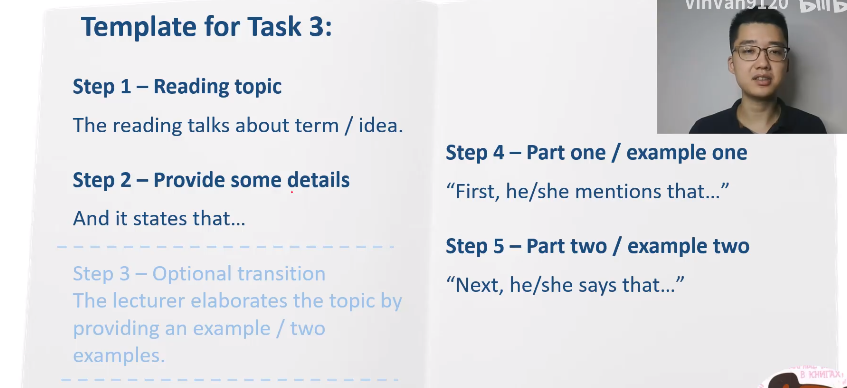 Template for Task 3:
Step 1 – Reading topic
The reading talks about term / idea.
Step 2 – Provide some details
And it states that...
Step 3 – Optional transition
The lecturer elaborates the topic by
providing an example / two
examples.
vinvan9120
Step 4 – Part one / example one
“First, he/she mentions that...”
Step 5 – Part two / example two
“Next, he/she says that...”
В КНИГАХ